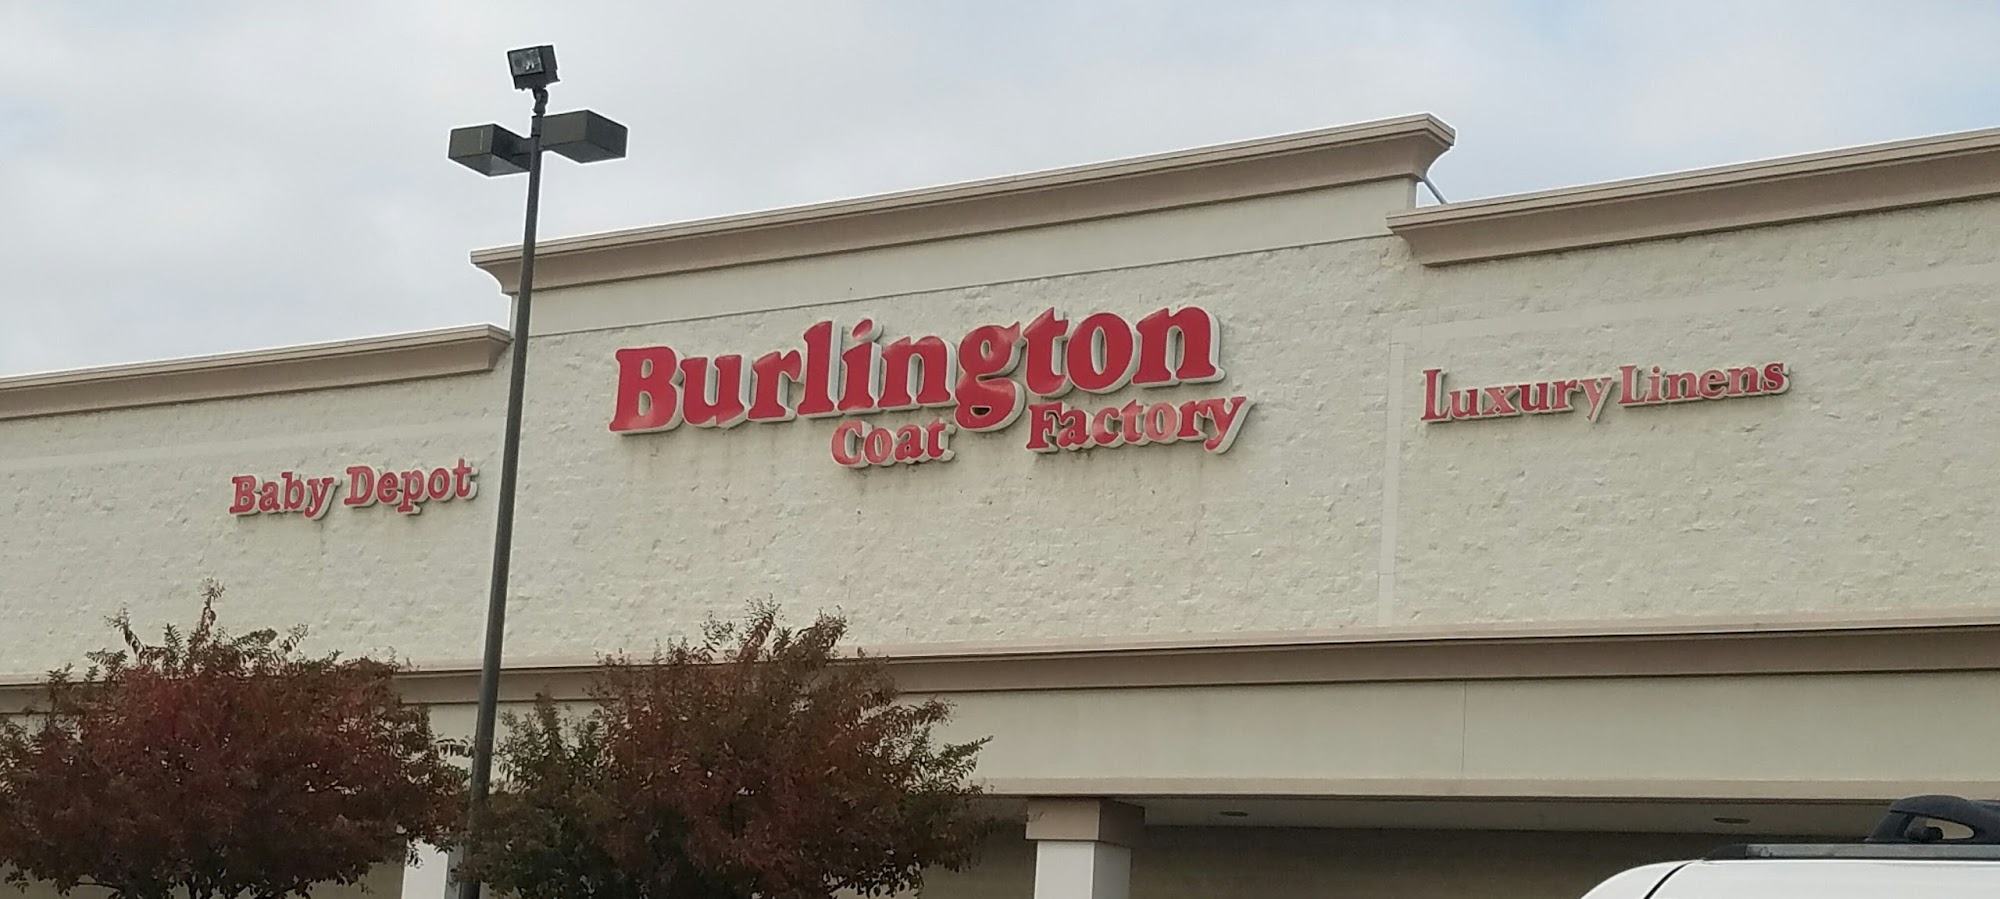 Baby Depot
Burlington
Coat Factory
Luxury Linens